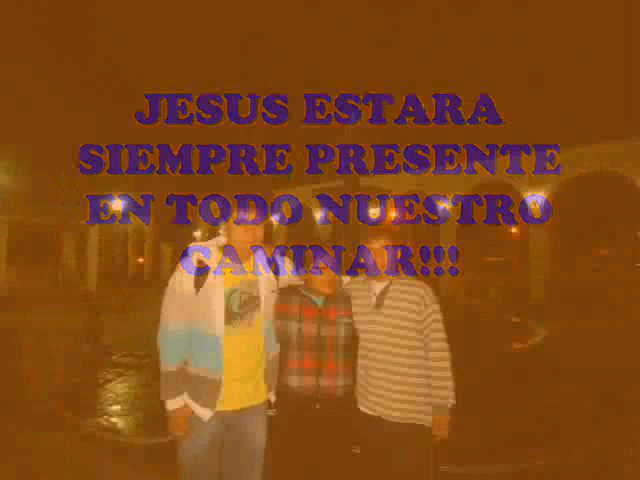 JESUS ESTARA
SIEMPRE PRESENTE
EN TODO NUESTRO
CAMINAR!!!